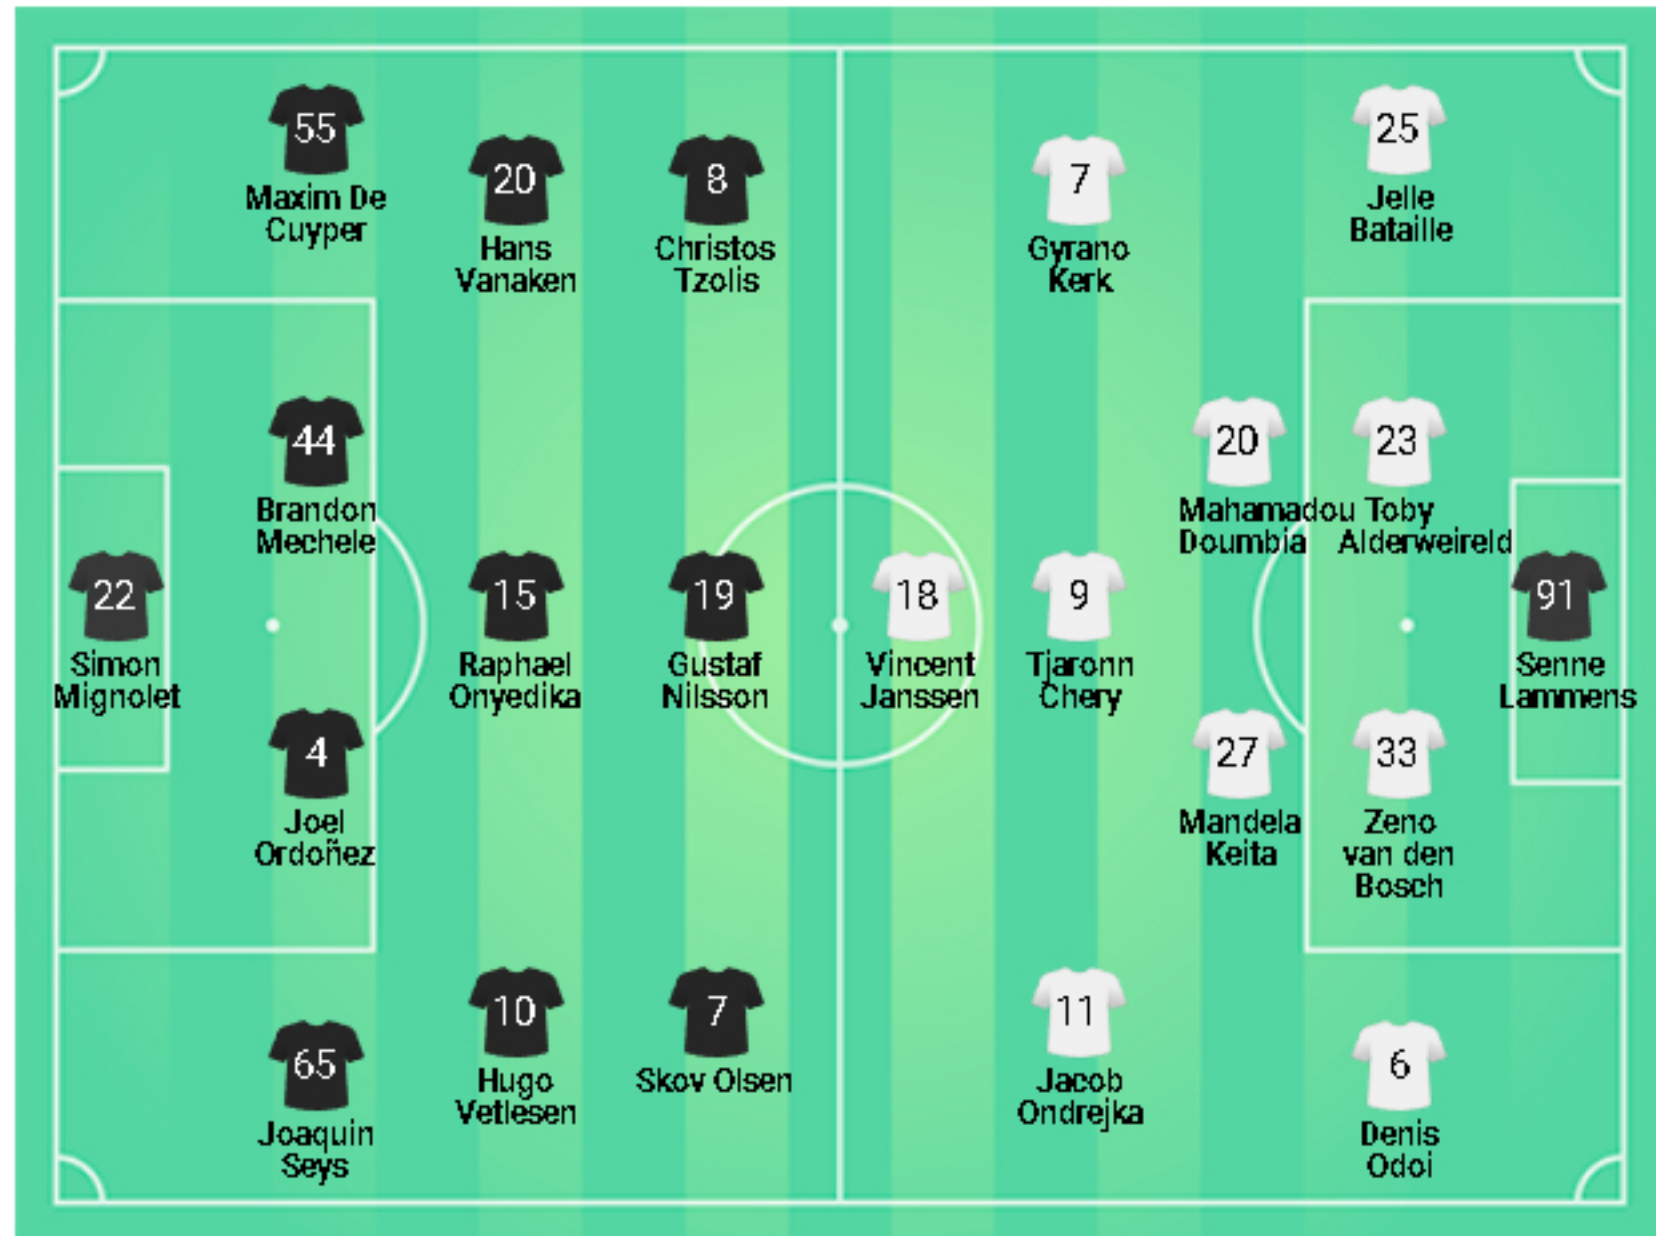 55
Maxim De
Cuyper
20
Hans
Vanaken
8
Christos
Tzolis
7
Gyrano
Kerk
25
Jelle
Bataille
44
Brandon
Mechele
20
Mahamadou
Doumbia
23
Toby
Alderweireld
22
Simon
Mignolet
15
Raphael
Onyedika
19
Gustaf
Nilsson
18
Vincent
Janssen
9
Tjaronn
Chery
91
Senne
Lammens
4
Joel
Ordoñez
27
Mandela
Keita
33
Zeno
van den
Bosch
65
Joaquin
Seys
10
Hugo
Vetlesen
7
Skov Olsen
11
Jacob
Ondrejka
6
Denis
Odoi